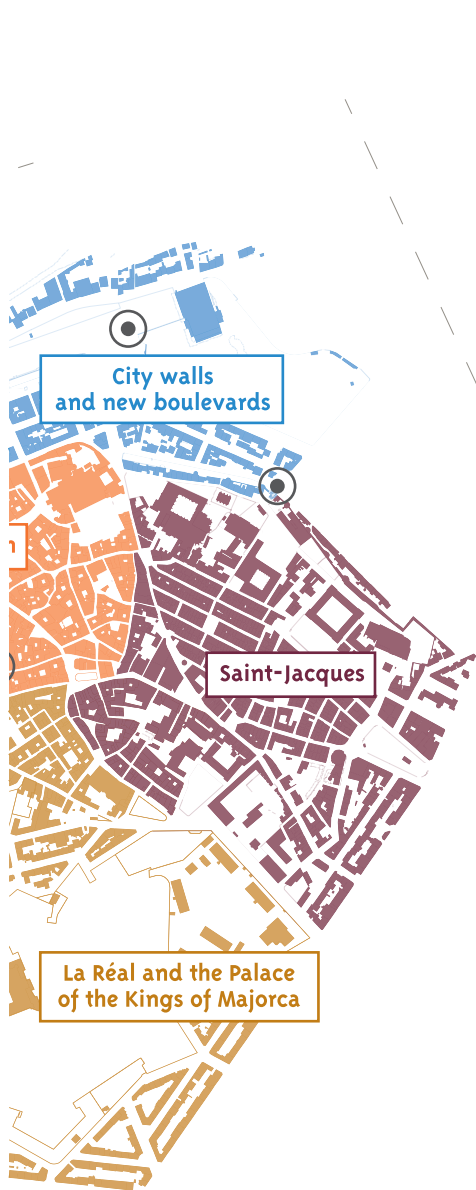 City walls
and new boulevards
n
Saint-Jacques
La Réal and the Palace
of the Kings of Majorca